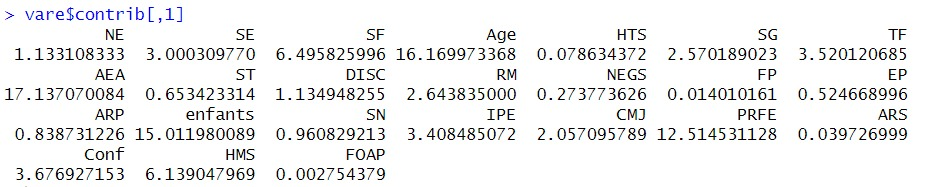 > vare$contrib[,1]
NE SE SF Age HTS SG TF
1.133108333 3.000309770 6.495825996 16.169973368 0.078634372 2.570189023 3.520120685
AEA ST DISC RM NEGS FP EP
17.137070084 0.653423314 1.134948255 2.643835000 0.273773626 0.014010161 0.524668996
ARP enfants SN IPE CMJ PRFE ARS
0.838731226 15.011980089 0.960829213 3.408485072 2.057095789 12.514531128 0.039726999
Conf HMS FOAP
3.676927153 6.139047969 0.002754379